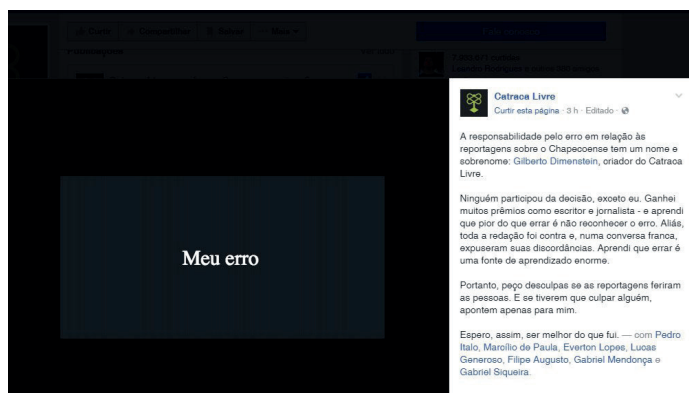 Curtir
Compartilhar
Mais
Meu erro
Catraca Livre
Curtir esta página · 3 h · Editado ·
A responsabilidade pelo erro em relação às
reportagens sobre o Chapecoense tem um nome e
sobrenome: Gilberto Dimenstein, criador do Catraca
Livre.
Ninguém participou da decisão, exceto eu. Ganhei
muitos prêmios como escritor e jornalista - e aprendi
que pior do que errar é não reconhecer o erro. Aliás,
toda a redação foi contra e, numa conversa franca,
expuseram suas discordâncias. Aprendi que errar é
uma fonte de aprendizado enorme.
Portanto, peço desculpas se as reportagens feriram
as pessoas. E se tiverem que culpar alguém,
apontem apenas para mim.
Espero, assim, ser melhor do que fui. — com Pedro
Italo, Marcílio de Paula, Everton Lopes, Lucas
Generoso, Filipe Augusto, Gabriel Mendonça e
Gabriel Siqueira.